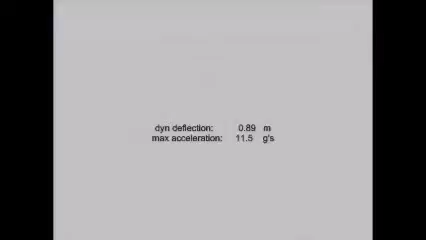 dyn deflection: 0.89 m
max acceleration: 11.5 g's